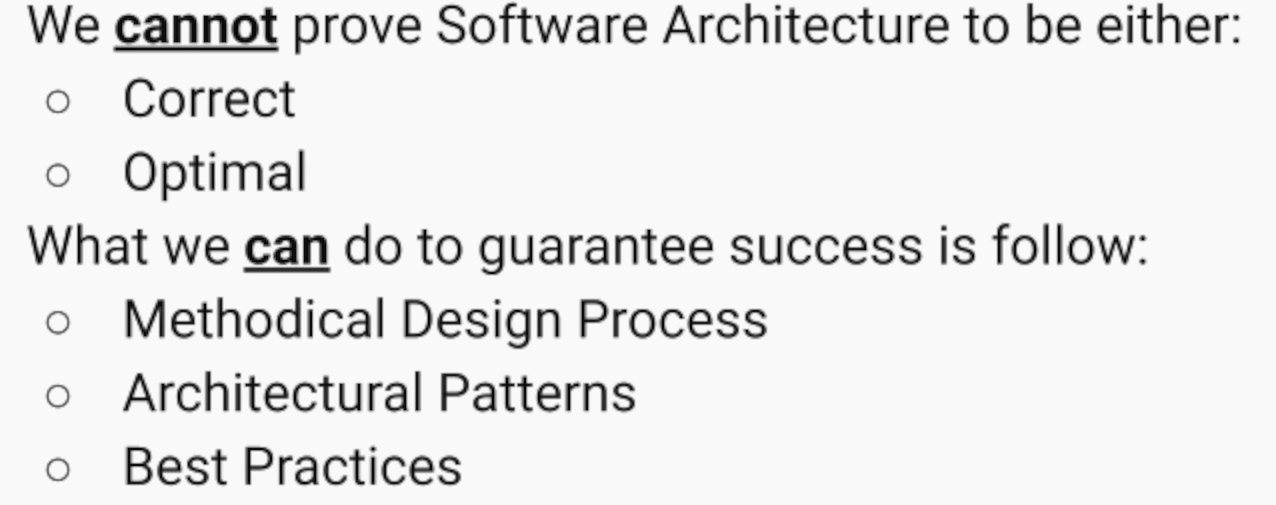 We cannot prove Software Architecture to be either:
○ Correct
○ Optimal
What we can do to guarantee success is follow:
○ Methodical Design Process
○ Architectural Patterns
○ Best Practices